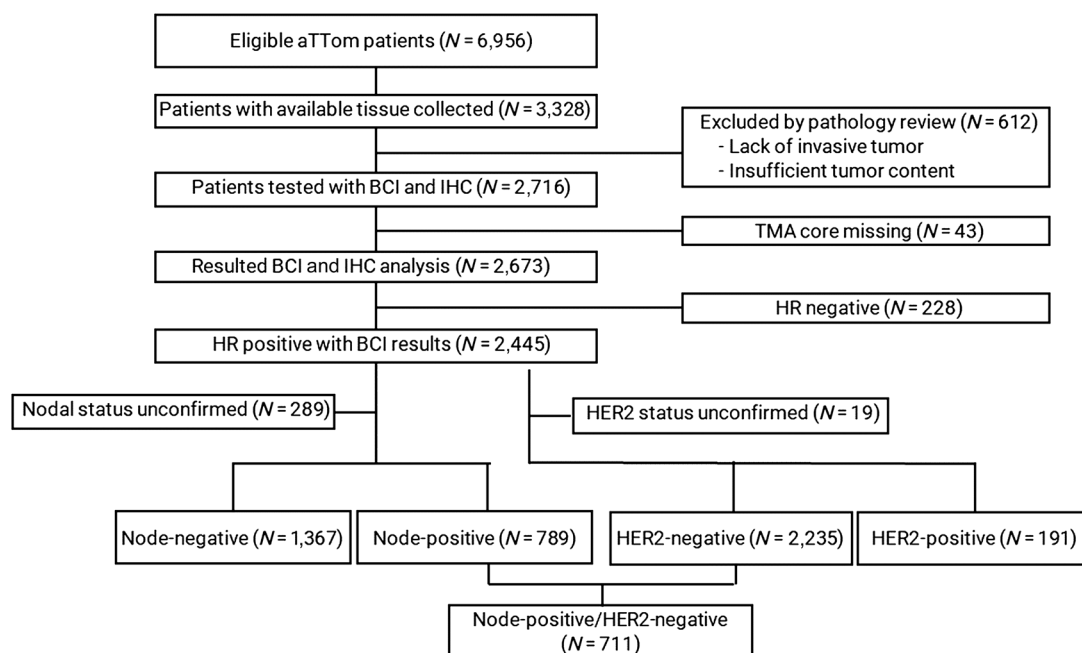 Eligible aTTom patients (N = 6,956)
Patients with available tissue collected (N = 3,328)
Excluded by pathology review (N = 612)
- Lack of invasive tumor
- Insufficient tumor content
Patients tested with BCI and IHC (N = 2,716)
TMA core missing (N = 43)
Resulted BCI and IHC analysis (N = 2,673)
HR negative (N = 228)
HR positive with BCI results (N = 2,445)
Nodal status unconfirmed (N = 289)
HER2 status unconfirmed (N = 19)
Node-negative (N = 1,367)
Node-positive (N = 789)
HER2-negative (N = 2,235)
HER2-positive (N = 191)
Node-positive/HER2-negative
(N = 711)